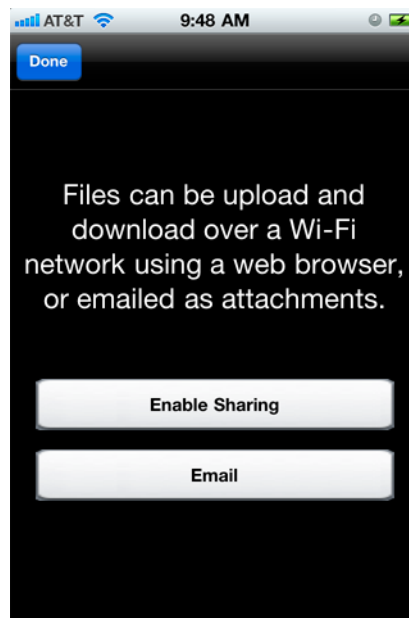 AT&T 9:48 AM
Done
Files can be upload and
download over a Wi-Fi
network using a web browser,
or emailed as attachments.
Enable Sharing
Email